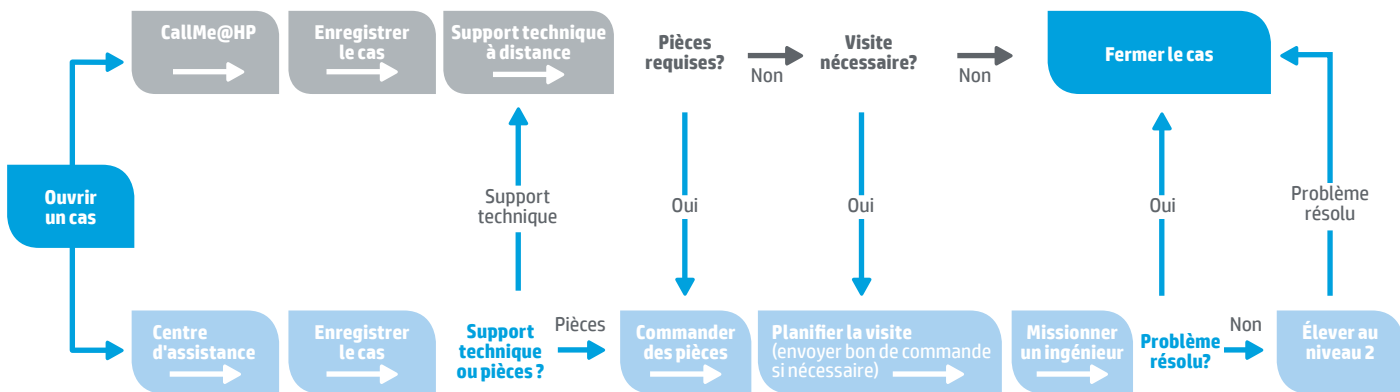 CallMe@HP
Enregistrer
le cas
Support technique
à distance
Pièces
requises?
Non
Visite
nécessaire?
Non
Fermer le cas
Ouvrir
un cas
Support
technique
Oui
Oui
Oui
Problème
résolu
Centre
d'assistance
Enregistrer
le cas
Support
technique
ou pièces ?
Pièces
Commander
des pièces
Planifier la visite
(envoyer bon de commande
si nécessaire)
Missionner
un ingénieur
Problème
résolu?
Non
Élever au
niveau 2